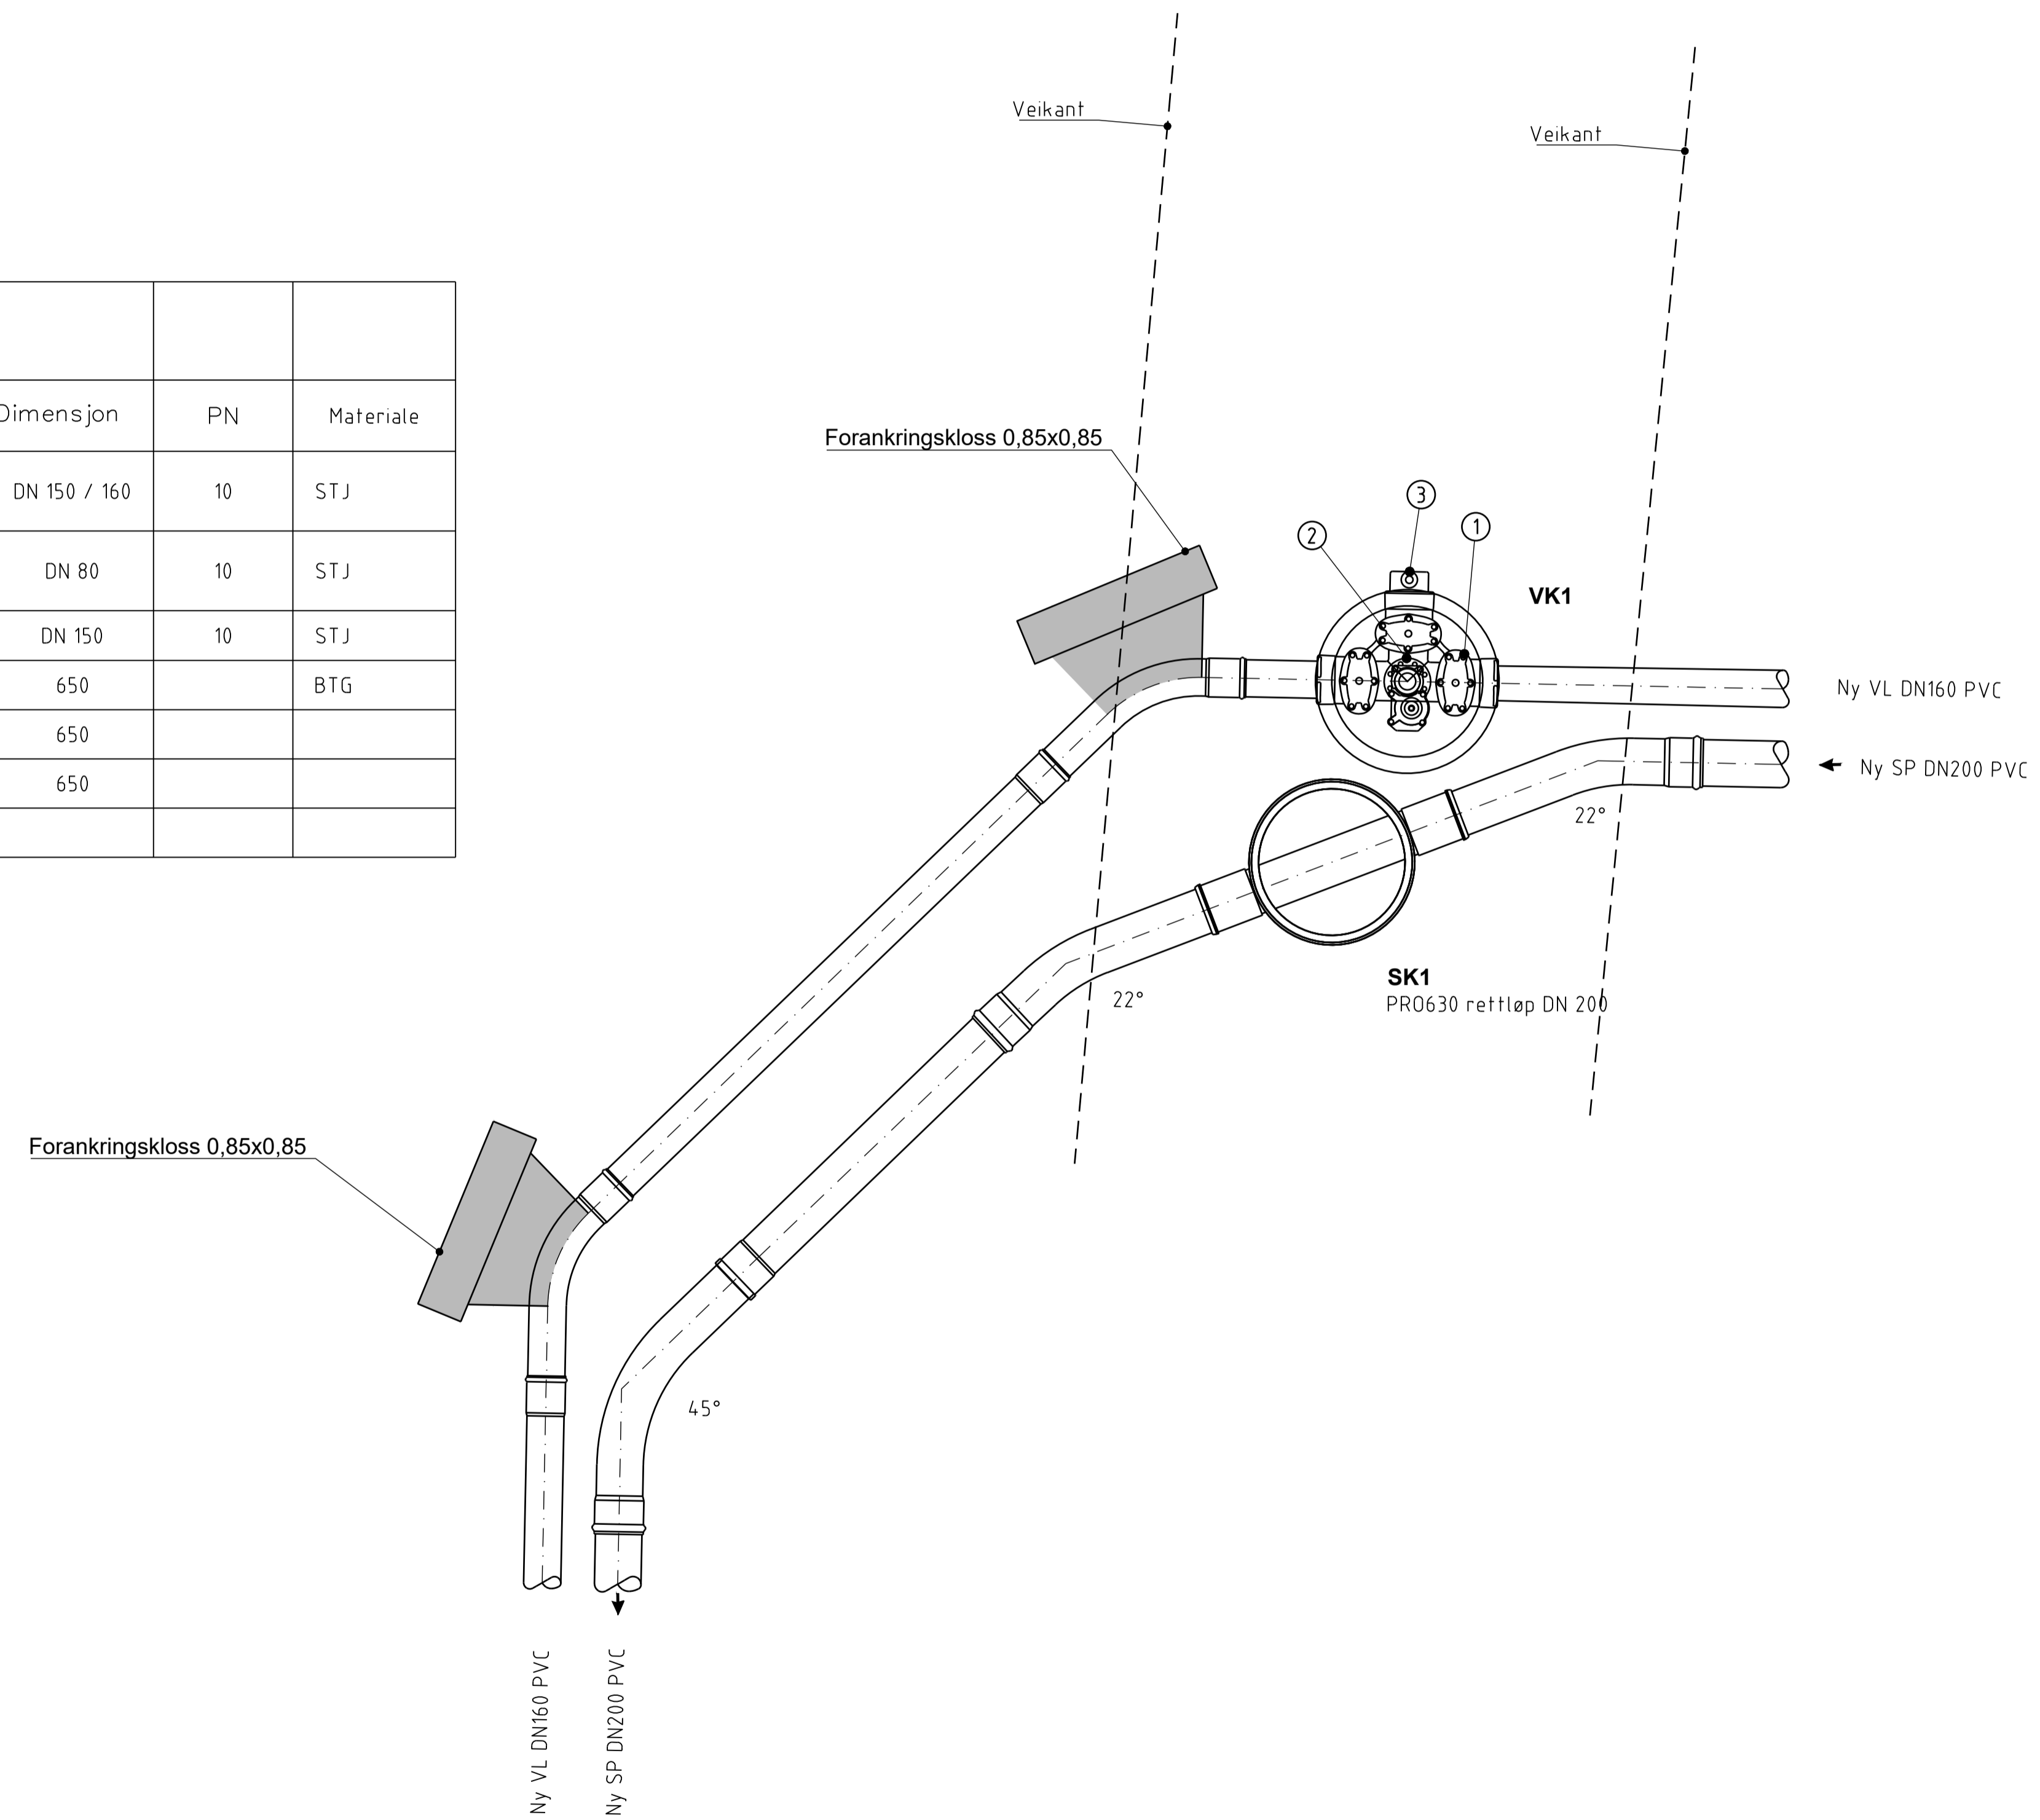 Veikant
Veikant
Dimensjon PN Materiale
DN 150 / 160 10 STJ
DN 80 10 STJ
DN 150 10 STJ
650 BTG
650
650
Forankringskloss 0,85x0,85
3
2
1
VK1
Ny VL DN160 PVC
Ny SP DN200 PVC
22°
SK1
PRO630 rettløp DN 200
22°
Forankringskloss 0,85x0,85
45°
Ny VL DN160 PVC
Ny SP DN200 PVC